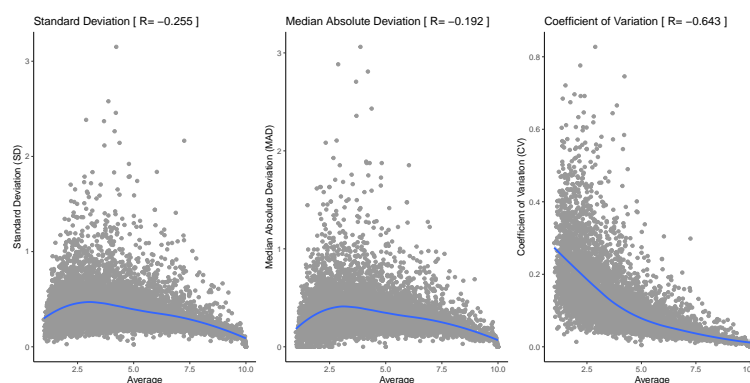 Standard Deviation [ R= −0.255 ]
Standard Deviation (SD)
3
2
1
0
2.5 5.0 7.5 10.0
Average
Median Absolute Deviation [ R= −0.192 ]
Median Absolute Deviation (MAD)
3
2
1
0
2.5 5.0 7.5 10.0
Average
Coefficient of Variation [ R= −0.643 ]
Coefficient of Variation (CV)
0.8
0.6
0.4
0.2
0.0
2.5 5.0 7.5 10.0
Average